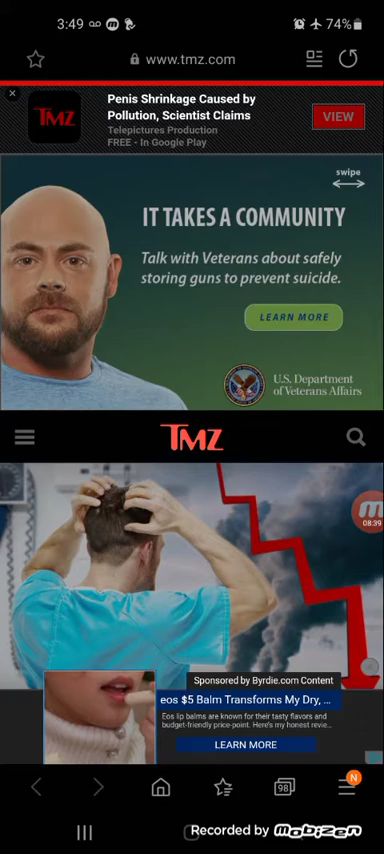 3:49
74%
www.tmz.com
TMZ
Penis Shrinkage Caused by
Pollution, Scientist Claims
Telepictures Production
FREE - In Google Play
VIEW
swipe
IT TAKES A COMMUNITY
Talk with Veterans about safely
storing guns to prevent suicide.
LEARN MORE
U.S. Department
of Veterans Affairs
TMZ
08:39
Sponsored by Byrdie.com Content
eos $5 Balm Transforms My Dry, ...
Eos lip balms are known for their tasty flavors and
budget-friendly price-point. Here's my honest revie...
LEARN MORE
98
N
Recorded by Mobizen